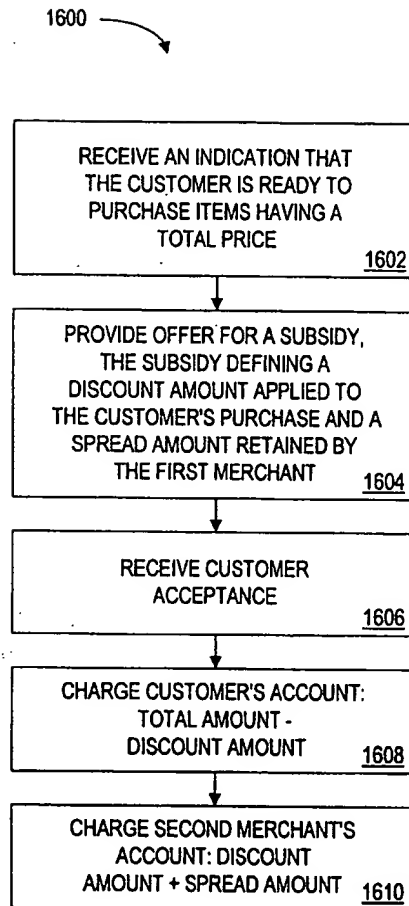 1600
RECEIVE AN INDICATION THAT
THE CUSTOMER IS READY TO
PURCHASE ITEMS HAVING A
TOTAL PRICE
1602
PROVIDE OFFER FOR A SUBSIDY,
THE SUBSIDY DEFINING A
DISCOUNT AMOUNT APPLIED TO
THE CUSTOMER'S PURCHASE AND A
SPREAD AMOUNT RETAINED BY
THE FIRST MERCHANT
1604
RECEIVE CUSTOMER
ACCEPTANCE
1606
CHARGE CUSTOMER'S ACCOUNT:
TOTAL AMOUNT -
DISCOUNT AMOUNT
1608
CHARGE SECOND MERCHANT'S
ACCOUNT: DISCOUNT
AMOUNT + SPREAD AMOUNT
1610